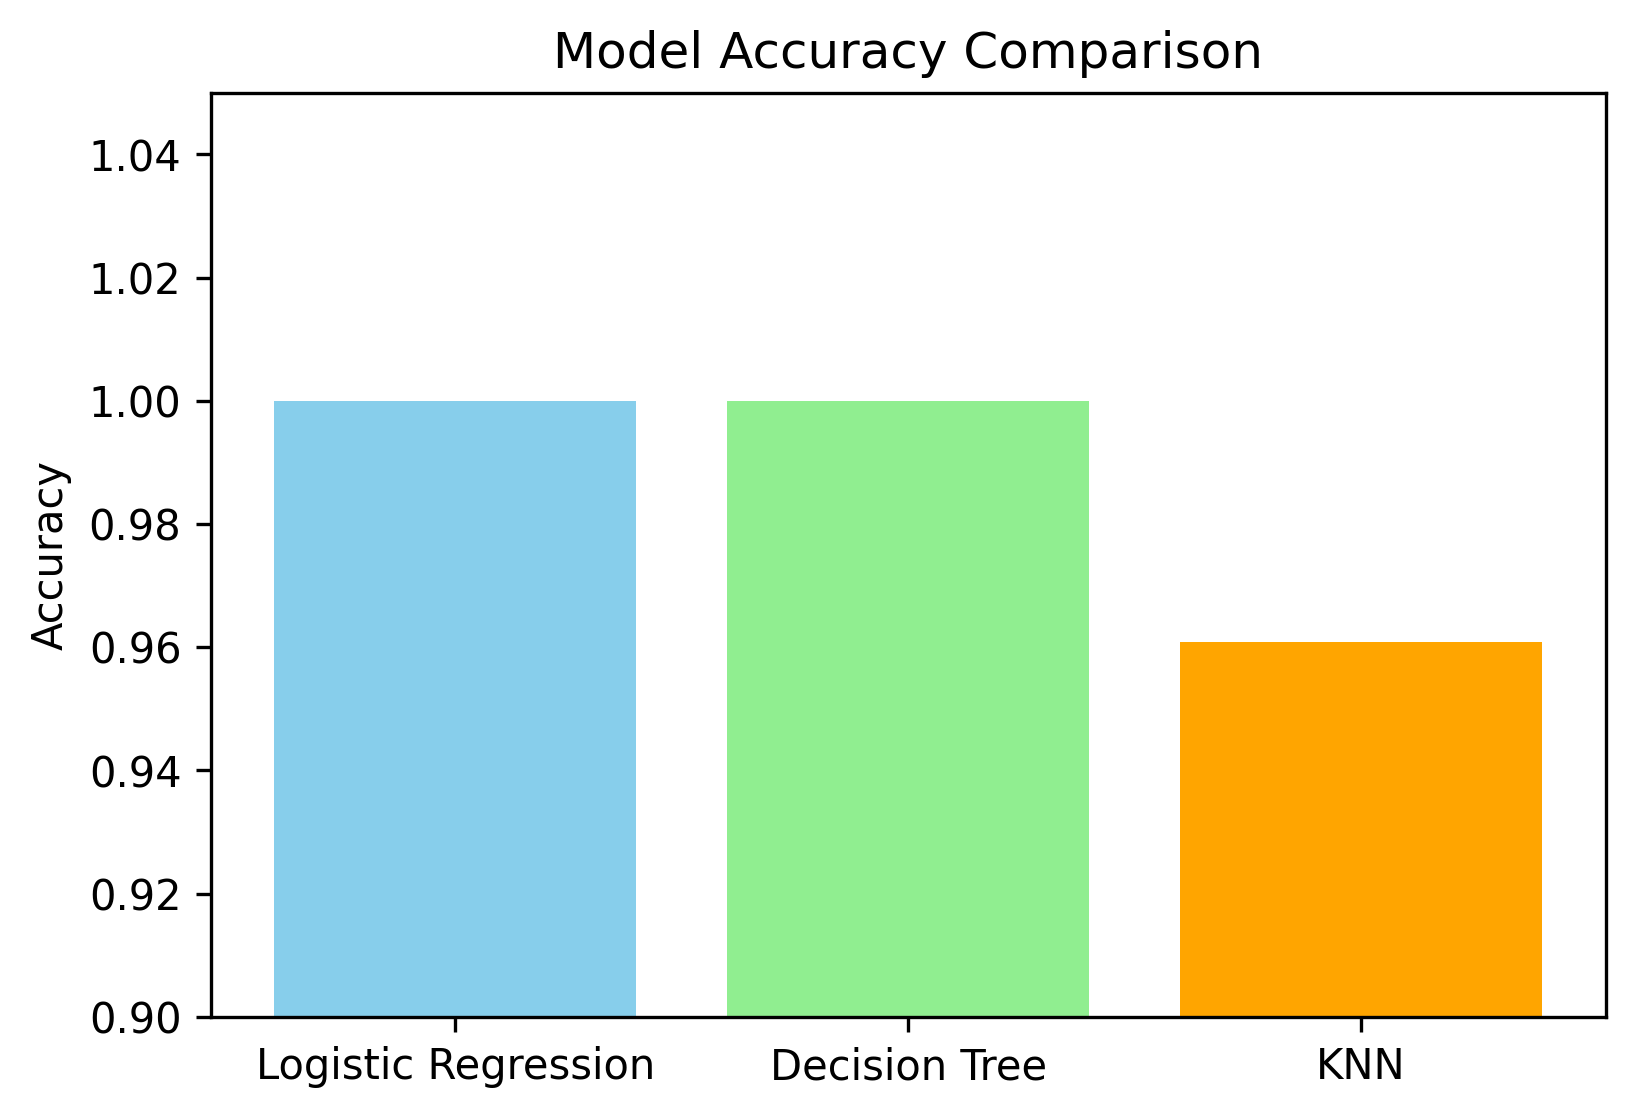 Model Accuracy Comparison
1.04
1.02
1.00
0.98
0.96
0.94
0.92
0.90
Accuracy
Logistic Regression
Decision Tree
KNN